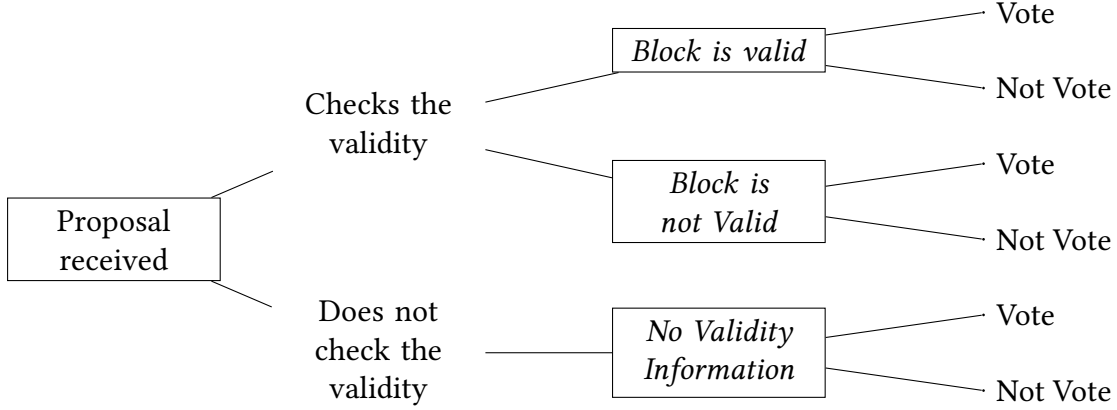 Proposal
received
Checks the
validity
Does not
check the
validity
Block is valid
Block is
not Valid
No Validity
Information
Vote
Not Vote
Vote
Not Vote
Vote
Not Vote